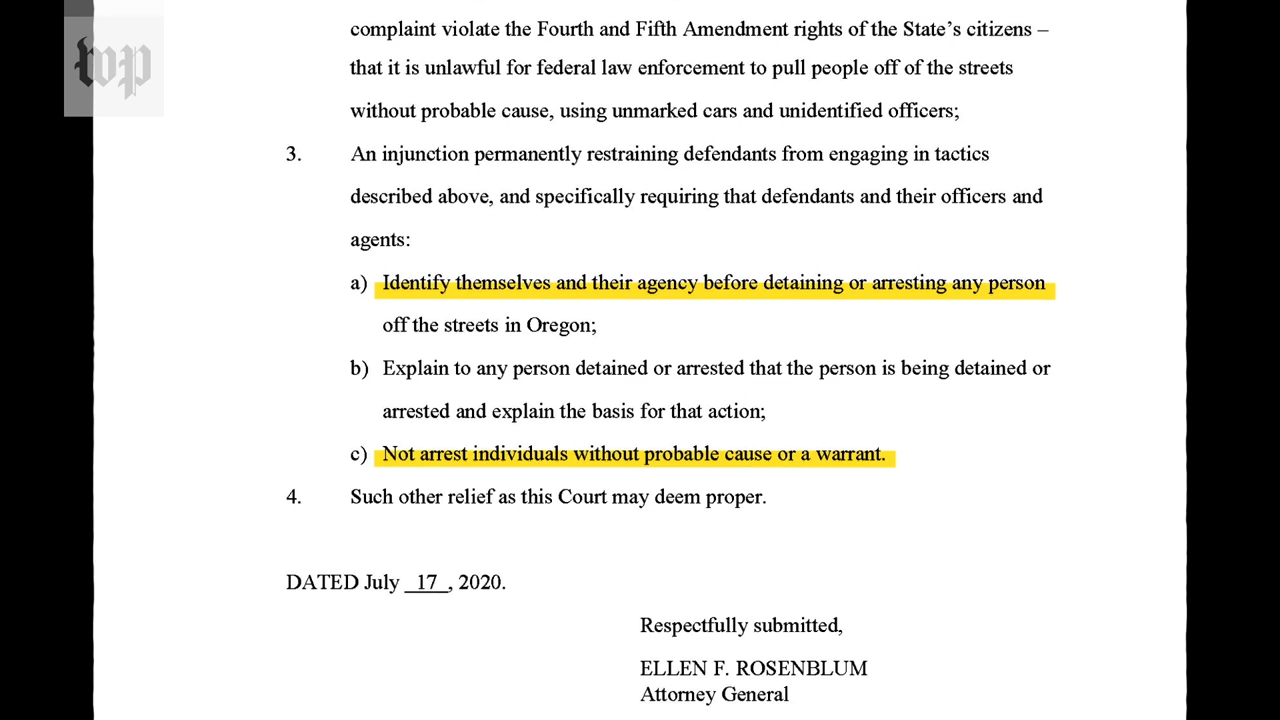 wp
complaint violate the Fourth and Fifth Amendment rights of the State’s citizens –
that it is unlawful for federal law enforcement to pull people off of the streets
without probable cause, using unmarked cars and unidentified officers;
3. An injunction permanently restraining defendants from engaging in tactics
described above, and specifically requiring that defendants and their officers and
agents:
a) Identify themselves and their agency before detaining or arresting any person
off the streets in Oregon;
b) Explain to any person detained or arrested that the person is being detained or
arrested and explain the basis for that action;
c) Not arrest individuals without probable cause or a warrant.
4. Such other relief as this Court may deem proper.
DATED July 17, 2020.
Respectfully submitted,
ELLEN F. ROSENBLUM
Attorney General